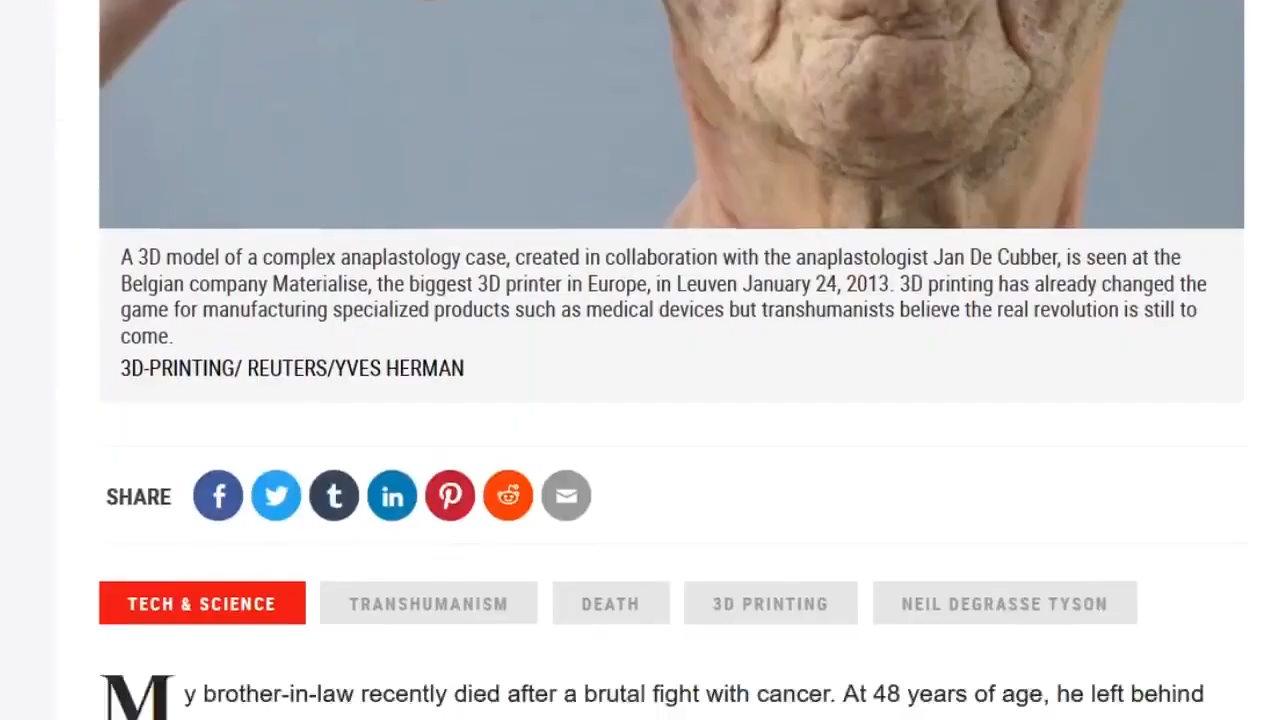 A 3D model of a complex anaplastology case, created in collaboration with the anaplastologist Jan De Cubber, is seen at the
Belgian company Materialise, the biggest 3D printer in Europe, in Leuven January 24, 2013. 3D printing has already changed the
game for manufacturing specialized products such as medical devices but transhumanists believe the real revolution is still to
come.
3D-PRINTING/ REUTERS/YVES HERMAN
SHARE
TECH & SCIENCE TRANSHUMANISM DEATH 3D PRINTING NEIL DEGRASSE TYSON
My brother-in-law recently died after a brutal fight with cancer. At 48 years of age, he left behind